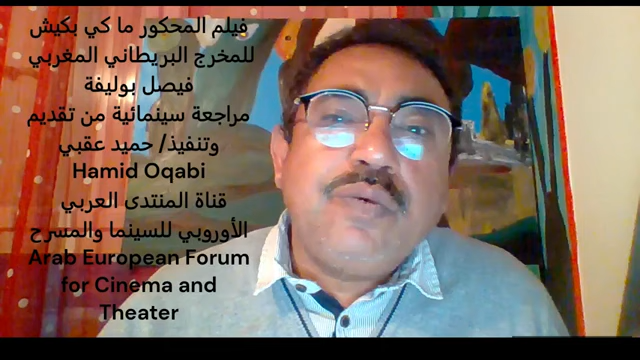 فيلم المحكور ما كي بكيش
للمخرج البريطاني المغربي
فيصل بوليفة
مراجعة سينمائية من تقديم
وتنفيذ/ حميد عقبي
Hamid Oqabi
قناة المنتدى العربي
الأوروبي للسينما والمسرح
Arab European Forum
for Cinema and
Theater